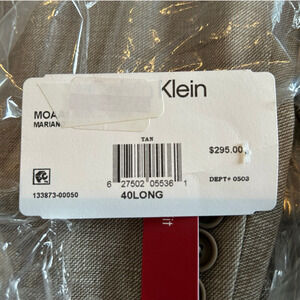 Klein
MOA
MARIAN
TAN
$295.00
6 27502 05536 1
DEPT# 0503
133873-00050
40LONG